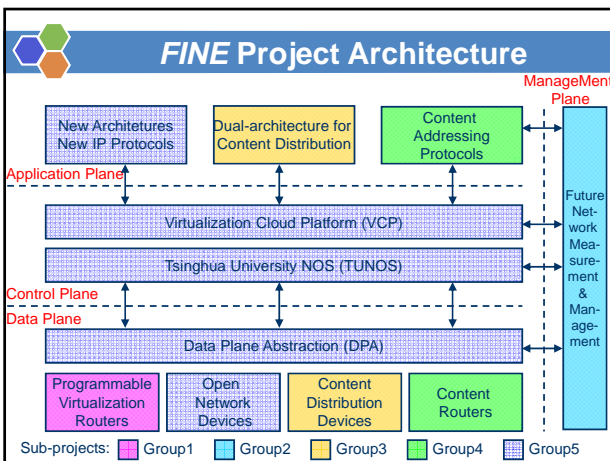 FINE Project Architecture
ManageMent
Plane
New Architetures
New IP Protocols
Dual-architecture for
Content Distribution
Content
Addressing
Protocols
Application Plane
Virtualization Cloud Platform (VCP)
Tsinghua University NOS (TUNOS)
Control Plane
Data Plane
Data Plane Abstraction (DPA)
Future
Net
work
Mea
sure-
ment
&
Man
age
ment
Programmable
Virtualization
Routers
Open
Network
Devices
Content
Distribution
Devices
Content
Routers
Sub-projects: Group1 Group2 Group3 Group4 Group5